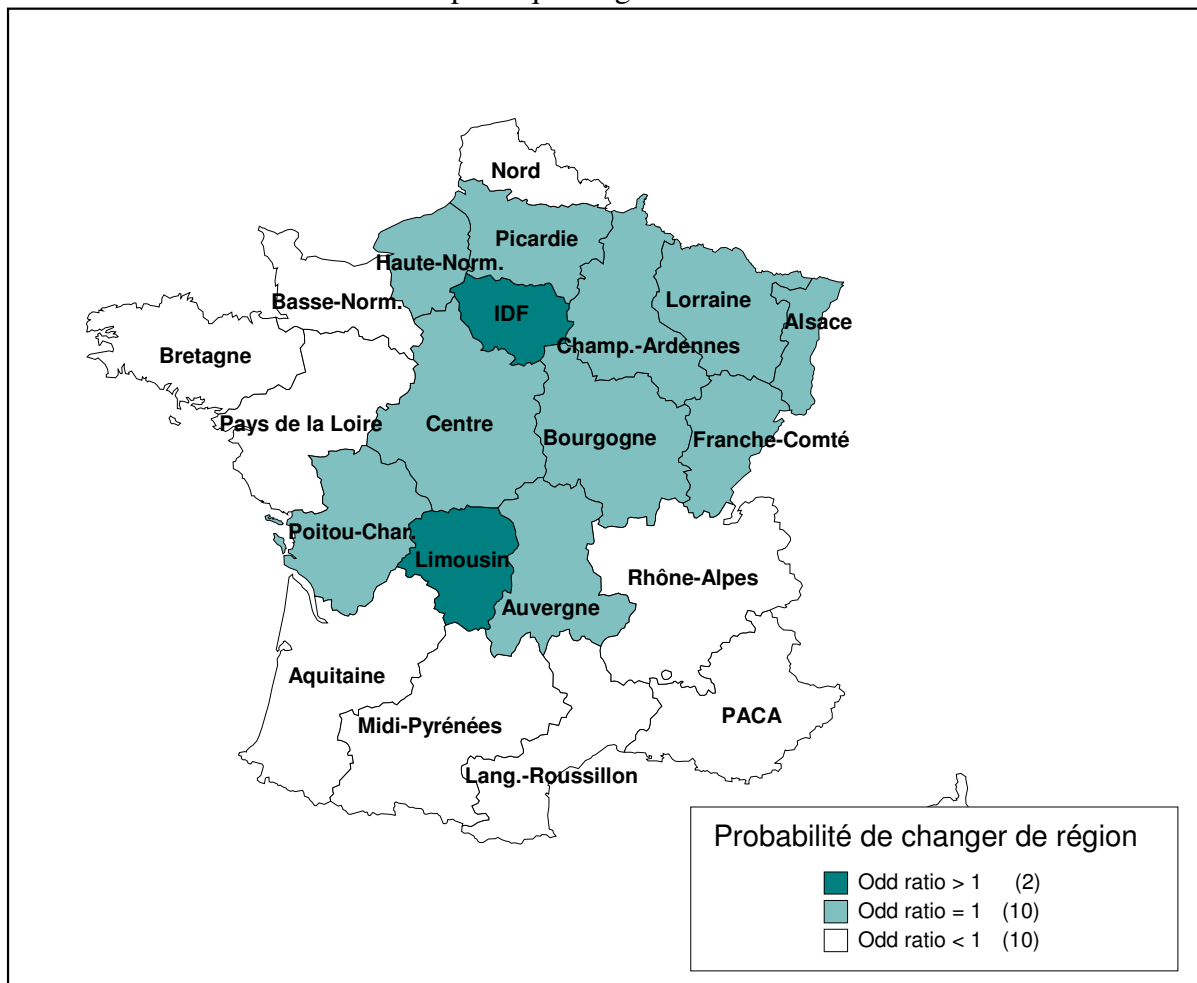 Nord
Picardie
Haute-Norm.
Basse-Norm.
IDF
Lorraine
Alsace
Champ.-Ardennes
Bretagne
Pays de la Loire
Centre
Bourgogne
Franche-Comté
Poitou-Char.
Limousin
Rhône-Alpes
Auvergne
Aquitaine
Midi-Pyrénées
PACA
Lang.-Roussillon
Probabilité de changer de région
Odd ratio > 1 (2)
Odd ratio = 1 (10)
Odd ratio < 1 (10)